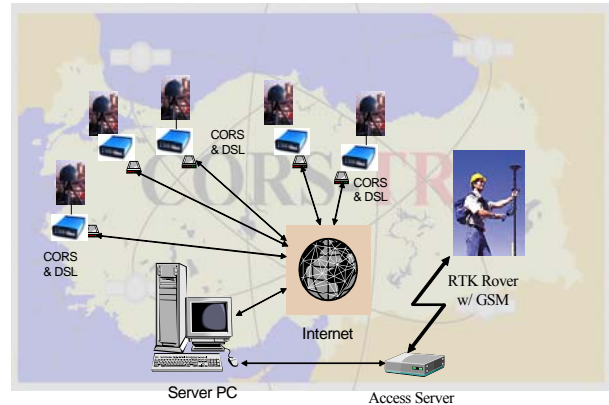 CORS-TR
CORS
& DSL
CORS
& DSL
CORS
& DSL
RTK Rover
w/ GSM
Internet
Server PC
Access Server